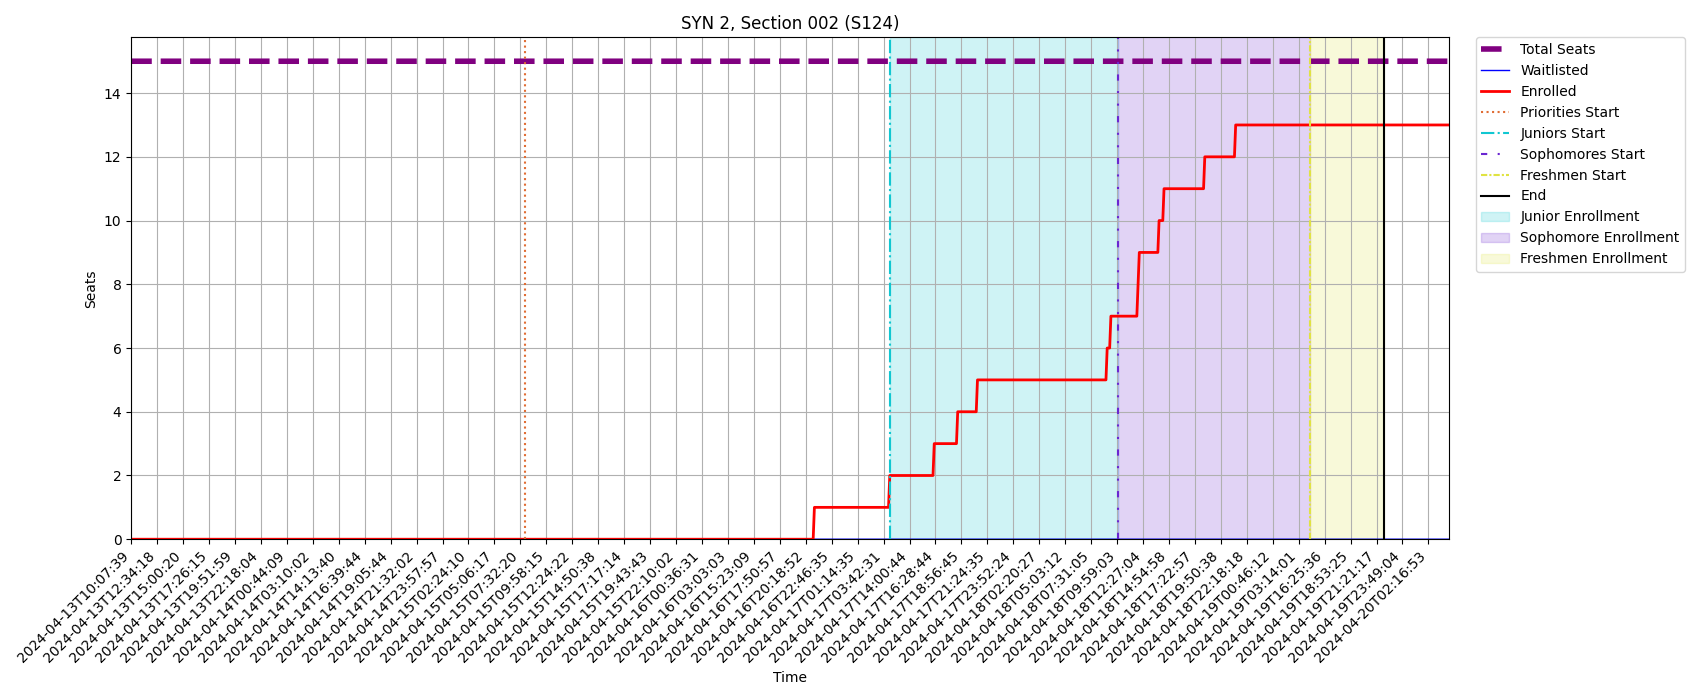 SYN 2, Section 002 (S124)
Seats
14
12
10
8
6
4
2
0
2024-04-13T10:07:39
2024-04-13T12:34:18
2024-04-13T15:00:20
2024-04-13T17:26:15
2024-04-13T19:51:59
2024-04-13T22:18:04
2024-04-14T00:44:09
2024-04-14T03:10:02
2024-04-14T14:13:40
2024-04-14T16:39:44
2024-04-14T19:05:44
2024-04-14T21:32:02
2024-04-14T23:57:57
2024-04-15T02:24:10
2024-04-15T05:06:17
2024-04-15T07:32:20
2024-04-15T09:58:15
2024-04-15T12:24:22
2024-04-15T14:50:38
2024-04-15T17:17:14
2024-04-15T19:43:43
2024-04-15T22:10:02
2024-04-16T00:36:31
2024-04-16T03:03:03
2024-04-16T15:23:09
2024-04-16T17:50:57
2024-04-16T20:18:52
2024-04-16T22:46:35
2024-04-17T01:14:35
2024-04-17T03:42:31
2024-04-17T14:00:44
2024-04-17T16:28:44
2024-04-17T18:56:45
2024-04-17T21:24:35
2024-04-17T23:52:24
2024-04-18T02:20:27
2024-04-18T05:03:12
2024-04-18T07:31:05
2024-04-18T09:59:03
2024-04-18T12:27:04
2024-04-18T14:54:58
2024-04-18T17:22:57
2024-04-18T19:50:38
2024-04-18T22:18:18
2024-04-19T00:46:12
2024-04-19T03:14:01
2024-04-19T16:25:36
2024-04-19T18:53:25
2024-04-19T21:21:17
2024-04-19T23:49:04
2024-04-20T02:16:53
Time
Total Seats
Waitlisted
Enrolled
Priorities Start
Juniors Start
Sophomores Start
Freshmen Start
End
Junior Enrollment
Sophomore Enrollment
Freshmen Enrollment